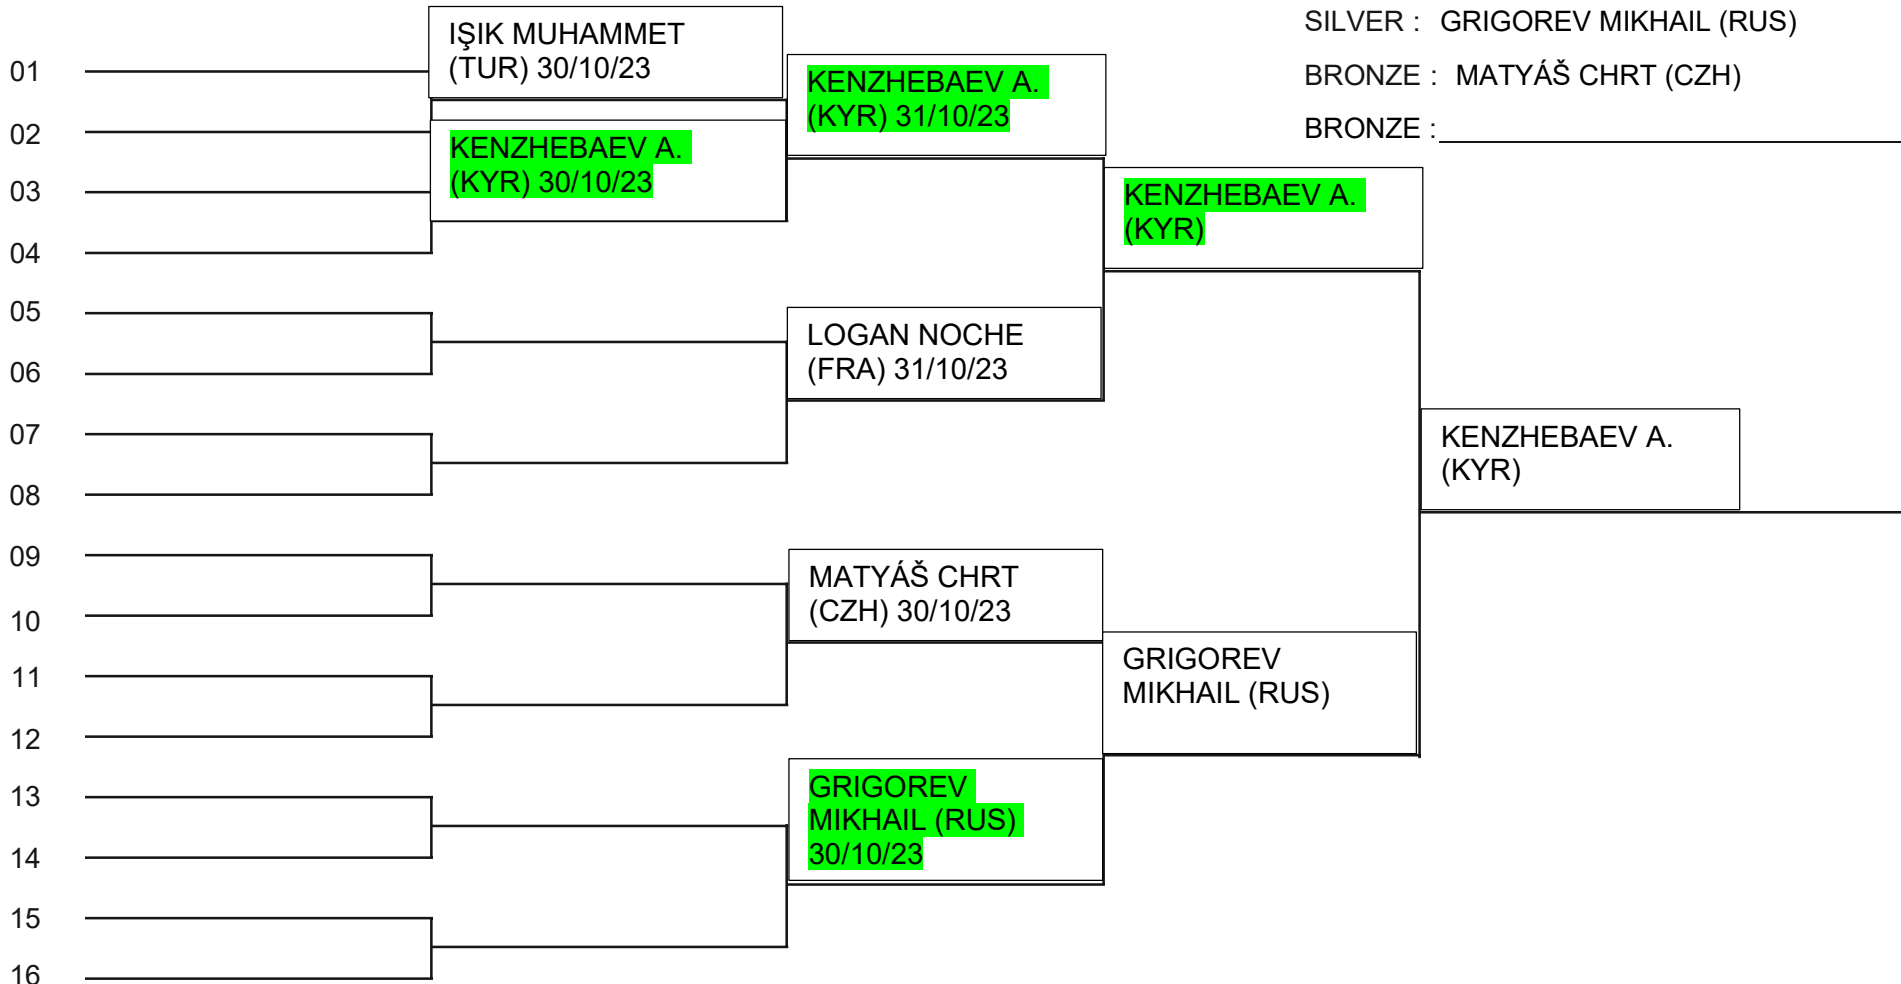 SILVER : GRIGOREV MIKHAIL (RUS)
BRONZE : MATYÁŠ CHRT (CZH)
BRONZE :
01
02
03
04
05
06
07
08
09
10
11
12
13
14
15
16
IŞIK MUHAMMET
(TUR) 30/10/23
KENZHEBAEV A.
(KYR) 30/10/23
KENZHEBAEV A.
(KYR) 31/10/23
LOGAN NOCHE
(FRA) 31/10/23
MATYÁŠ CHRT
(CZH) 30/10/23
GRIGOREV
MIKHAIL (RUS)
30/10/23
KENZHEBAEV A.
(KYR)
GRIGOREV
MIKHAIL (RUS)
KENZHEBAEV A.
(KYR)